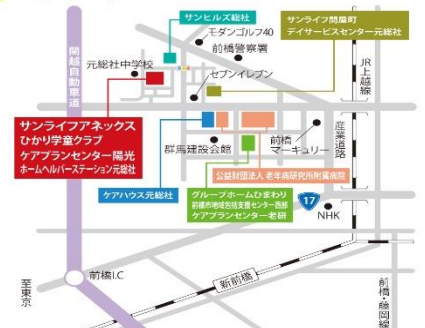 サンヒルズ総社
サンライフ問屋町
デイサービスセンター元総社
モダンゴルフ40
前橋警察署
関越自動車道
元総社中学校
セブンイレブン
JR上越線
サンライフアネックス
ひかり学童クラブ
ケアプランセンター陽光
ホームヘルパーステーション元総社
群馬建設会館
前橋
マーキュリー
産業道路
公益財団法人 老年病研究所附属病院
ケアハウス元総社
グループホームひまわり
前橋市地域包括支援センター西部
ケアプランセンター老研
17
NHK
至東京
前橋I.C
新前橋
前橋・藤岡線